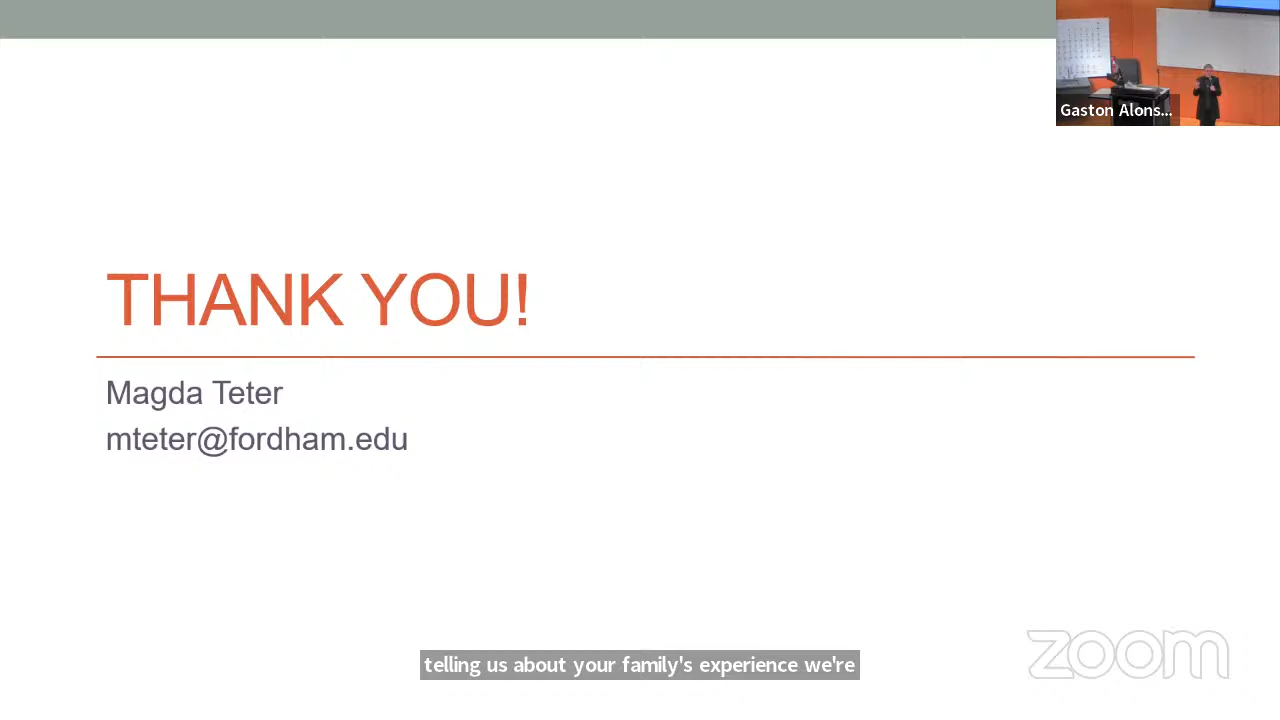 Gaston Alons...
THANK YOU!
Magda Teter
mteter@fordham.edu
telling us about your family's experience we're
zoom